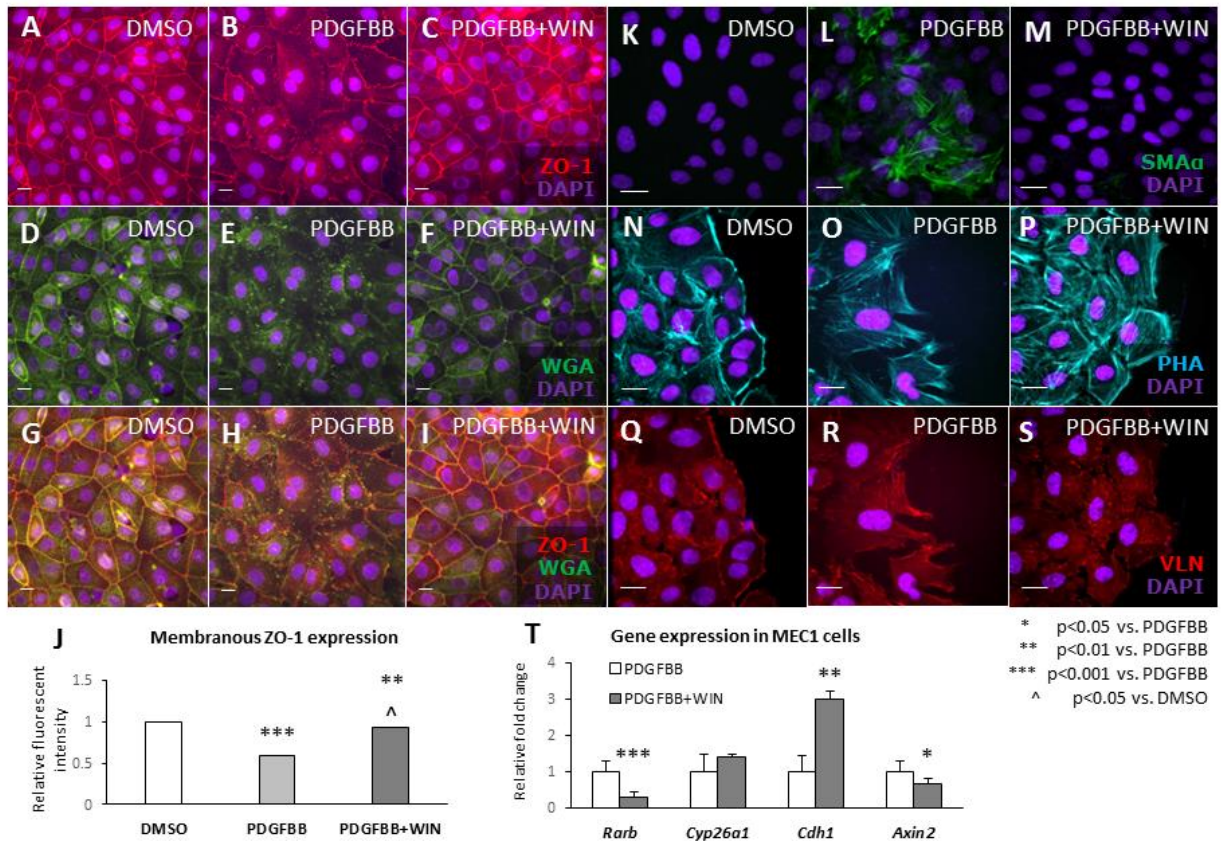 A DMSO
B PDGFBB
C PDGFBB+WIN
ZO-1
DAPI
D DMSO
E PDGFBB
F PDGFBB+WIN
WGA
DAPI
G DMSO
H PDGFBB
I PDGFBB+WIN
ZO-1
WGA
DAPI
K DMSO
L PDGFBB
M PDGFBB+WIN
SMAα
DAPI
N DMSO
O PDGFBB
P PDGFBB+WIN
PHA
DAPI
Q DMSO
R PDGFBB
S PDGFBB+WIN
VLN
DAPI
J Membranous ZO-1 expression
Relative fluorescent
intensity
1.5
1
0.5
0
***
**
^
DMSO PDGFBB PDGFBB+WIN
T Gene expression in MEC1 cells
Relative fold change
4
3
2
1
0
PDGFBB
PDGFBB+WIN
***
**
*
Rarb Cyp26a1 Cdh1 Axin2
* p<0.05 vs. PDGFBB
** p<0.01 vs. PDGFBB
*** p<0.001 vs. PDGFBB
^ p<0.05 vs. DMSO